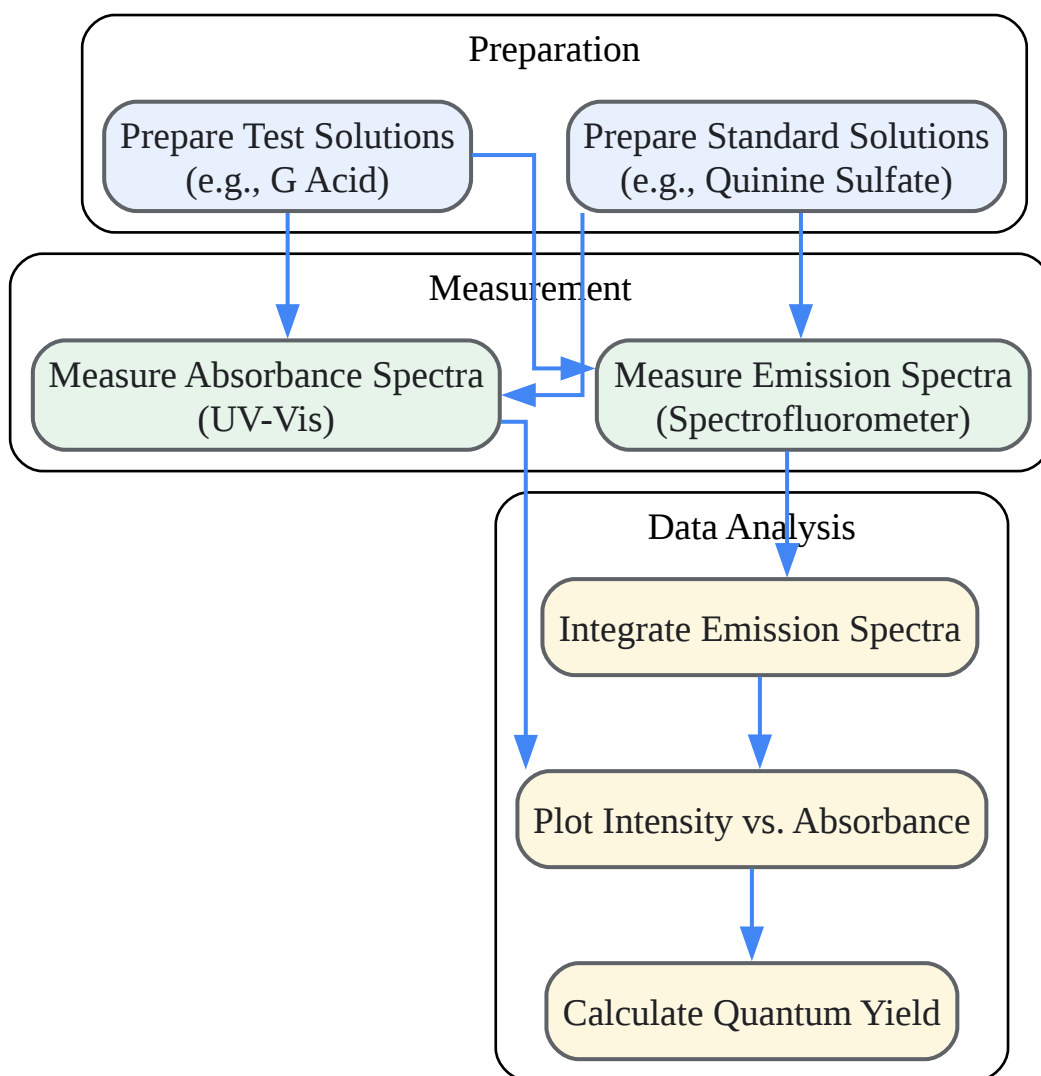 Preparation
Prepare Test Solutions
(e.g., G Acid)
Prepare Standard Solutions
(e.g., Quinine Sulfate)
Measurement
Measure Absorbance Spectra
(UV-Vis)
Measure Emission Spectra
(Spectrofluorometer)
Data Analysis
Integrate Emission Spectra
Plot Intensity vs. Absorbance
Calculate Quantum Yield